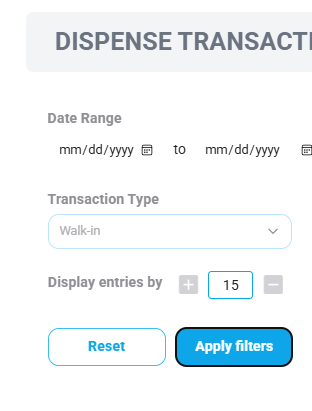 DISPENSE TRANSACTI
Date Range
mm/dd/yyyy to mm/dd/yyyy
Transaction Type
Walk-in
Display entries by + 15 −
Reset Apply filters